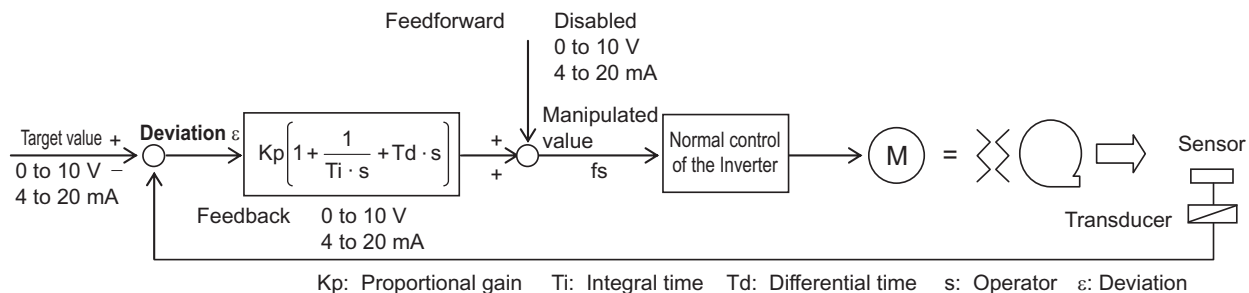 Feedforward
Disabled
0 to 10 V
4 to 20 mA
Target value +
0 to 10 V −
4 to 20 mA
Deviation ε
Kp(1 + 1/(Ti · s) + Td · s)
+
+
Manipulated
value
fs
Normal control
of the Inverter
M
=
Sensor
Transducer
Feedback
0 to 10 V
4 to 20 mA
Kp: Proportional gain Ti: Integral time Td: Differential time s: Operator ε: Deviation